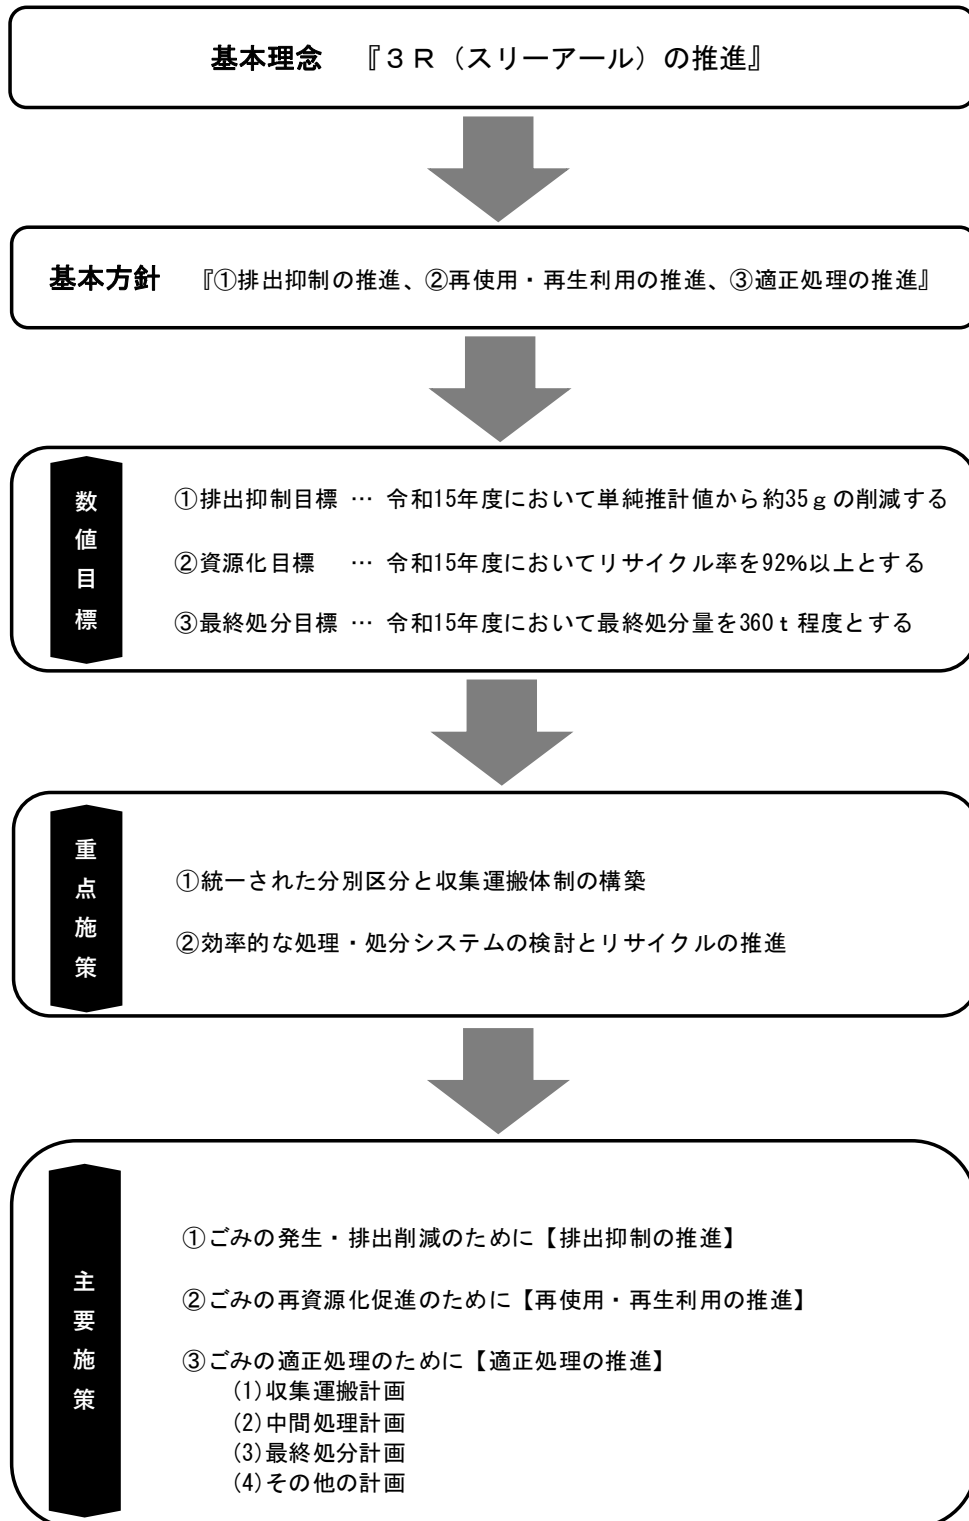 基本理念　『３Ｒ（スリーアール）の推進』
基本方針　『①排出抑制の推進、②再使用・再生利用の推進、③適正処理の推進』
数値目標
①排出抑制目標 … 令和15年度において単純推計値から約35ｇの削減する
②資源化目標　 … 令和15年度においてリサイクル率を92%以上とする
③最終処分目標 … 令和15年度において最終処分量を360ｔ程度とする
重点施策
①統一された分別区分と収集運搬体制の構築
②効率的な処理・処分システムの検討とリサイクルの推進
主要施策
①ごみの発生・排出削減のために【排出抑制の推進】
②ごみの再資源化促進のために【再使用・再生利用の推進】
③ごみの適正処理のために【適正処理の推進】
(1)収集運搬計画
(2)中間処理計画
(3)最終処分計画
(4)その他の計画